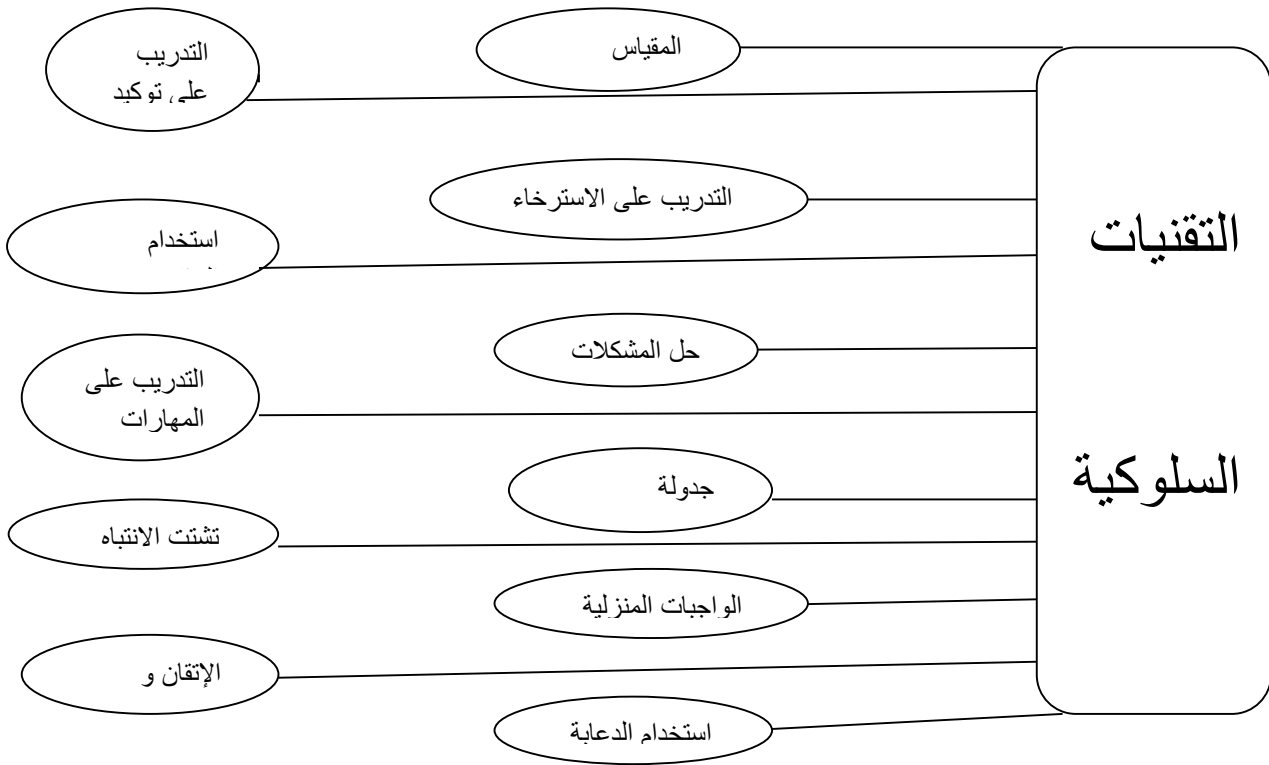 التقنيات
السلوكية
المقياس
التدريب
على توكيد
التدريب على الاسترخاء
استخدام
حل المشكلات
التدريب على
المهارات
جدولة
تشتت الانتباه
الواجبات المنزلية
الإتقان و
استخدام الدعابة